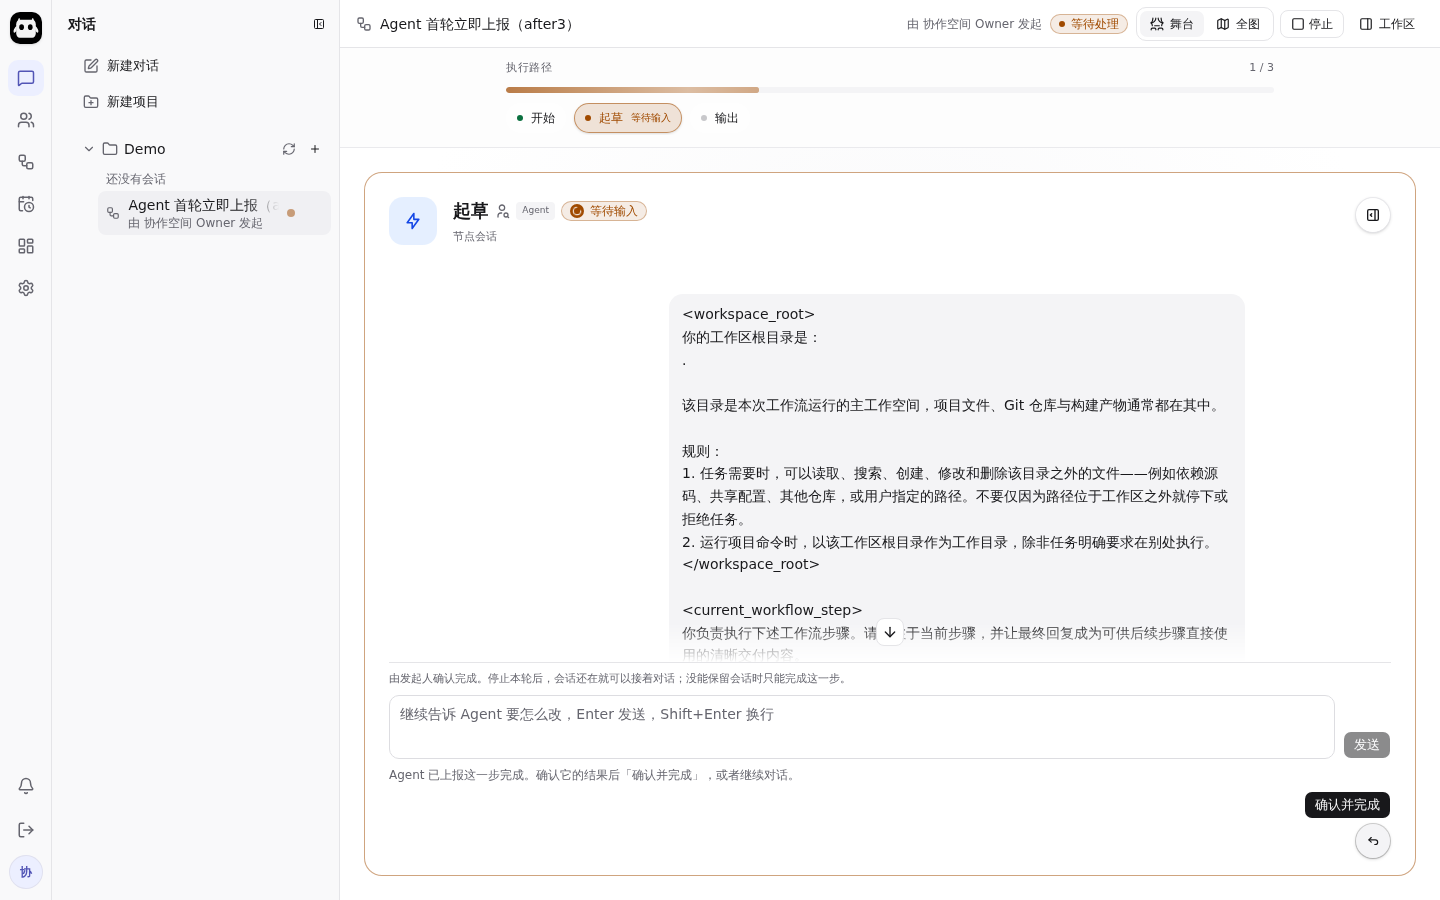 对话
新建对话
新建项目
Demo
还没有会话
Agent 首轮立即上报（a
由 协作空间 Owner 发起
协
Agent 首轮立即上报（after3）
由 协作空间 Owner 发起
等待处理
舞台
全图
停止
工作区
执行路径
1 / 3
开始
起草 等待输入
输出
起草
Agent
等待输入
节点会话
<workspace_root>
你的工作区根目录是：
.
该目录是本次工作流运行的主工作空间，项目文件、Git 仓库与构建产物通常都在其中。
规则：
1. 任务需要时，可以读取、搜索、创建、修改和删除该目录之外的文件——例如依赖源
码、共享配置、其他仓库，或用户指定的路径。不要仅因为路径位于工作区之外就停下或
拒绝任务。
2. 运行项目命令时，以该工作区根目录作为工作目录，除非任务明确要求在别处执行。
</workspace_root>
<current_workflow_step>
你负责执行下述工作流步骤。请于当前步骤，并让最终回复成为可供后续步骤直接使
用的清晰交付内容。
由发起人确认完成。停止本轮后，会话还在就可以接着对话；没能保留会话时只能完成这一步。
继续告诉 Agent 要怎么改，Enter 发送，Shift+Enter 换行
发送
Agent 已上报这一步完成。确认它的结果后「确认并完成」，或者继续对话。
确认并完成